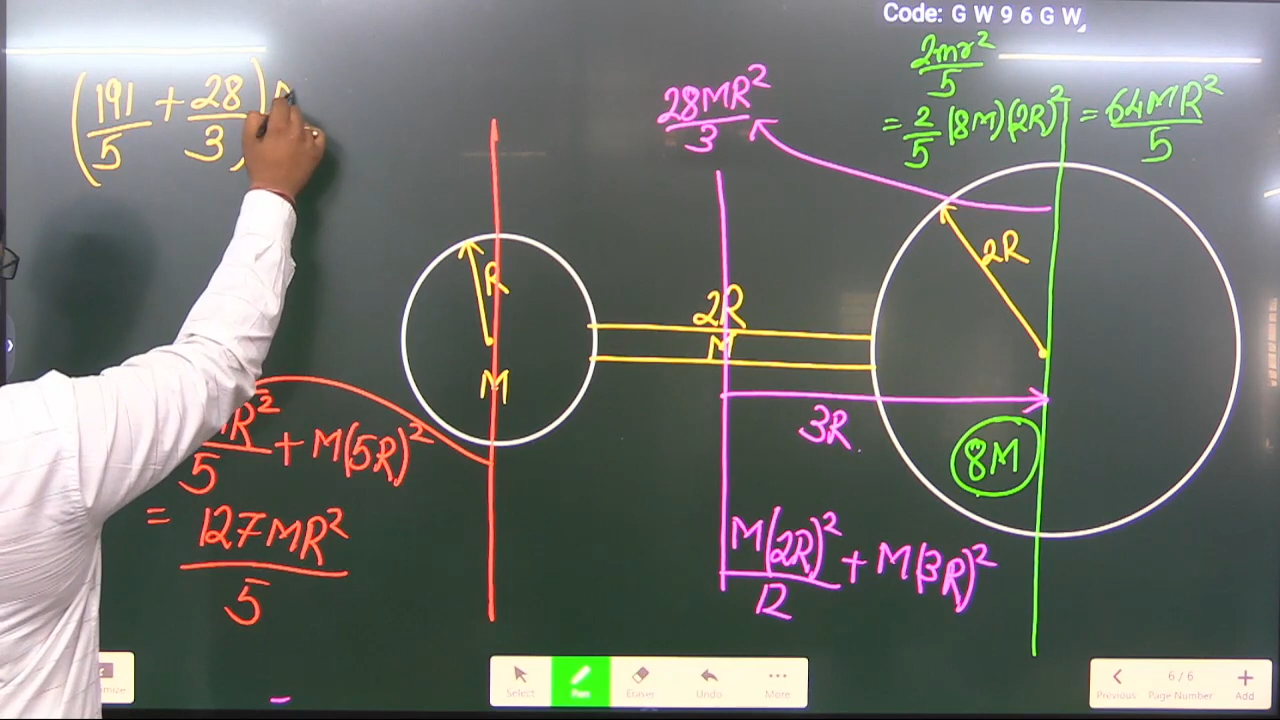 Code: G W 9 6 G W
(191/5 + 28/3)
28MR²/3
2mr²/5
= 2/5 (8M)(2R)² = 64MR²/5
R
M
2R
M
2R
3R
8M
R²/5 + M(5R)²
= 127MR²/5
M(2R)²/12 + M(3R)²
Select
Pen
Eraser
Undo
More
6/6
Previous
Page Number
Add